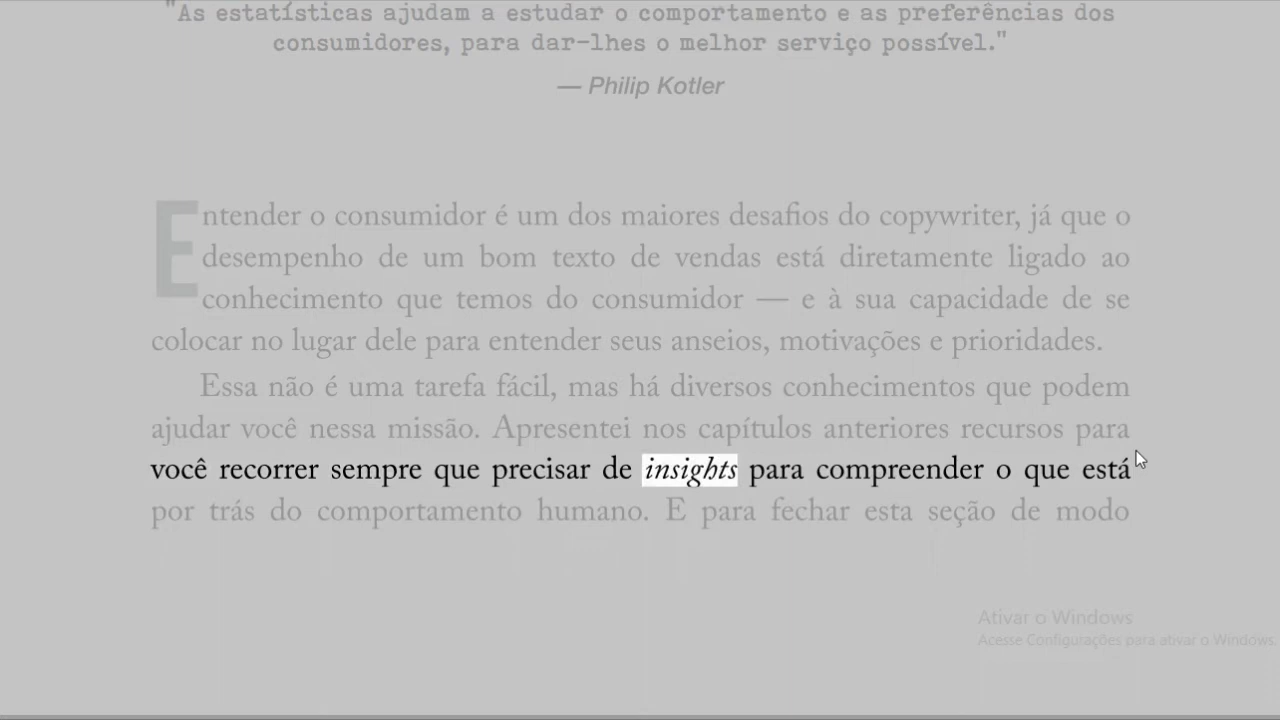 "As estatísticas ajudam a estudar o comportamento e as preferências dos
consumidores, para dar-lhes o melhor serviço possível."
— Philip Kotler
Entender o consumidor é um dos maiores desafios do copywriter, já que o
desempenho de um bom texto de vendas está diretamente ligado ao
conhecimento que temos do consumidor — e à sua capacidade de se
colocar no lugar dele para entender seus anseios, motivações e prioridades.
Essa não é uma tarefa fácil, mas há diversos conhecimentos que podem
ajudar você nessa missão. Apresentei nos capítulos anteriores recursos para
você recorrer sempre que precisar de insights para compreender o que está
por trás do comportamento humano. E para fechar esta seção de modo
Ativar o Windows
Acesse Configurações para ativar o Windows.